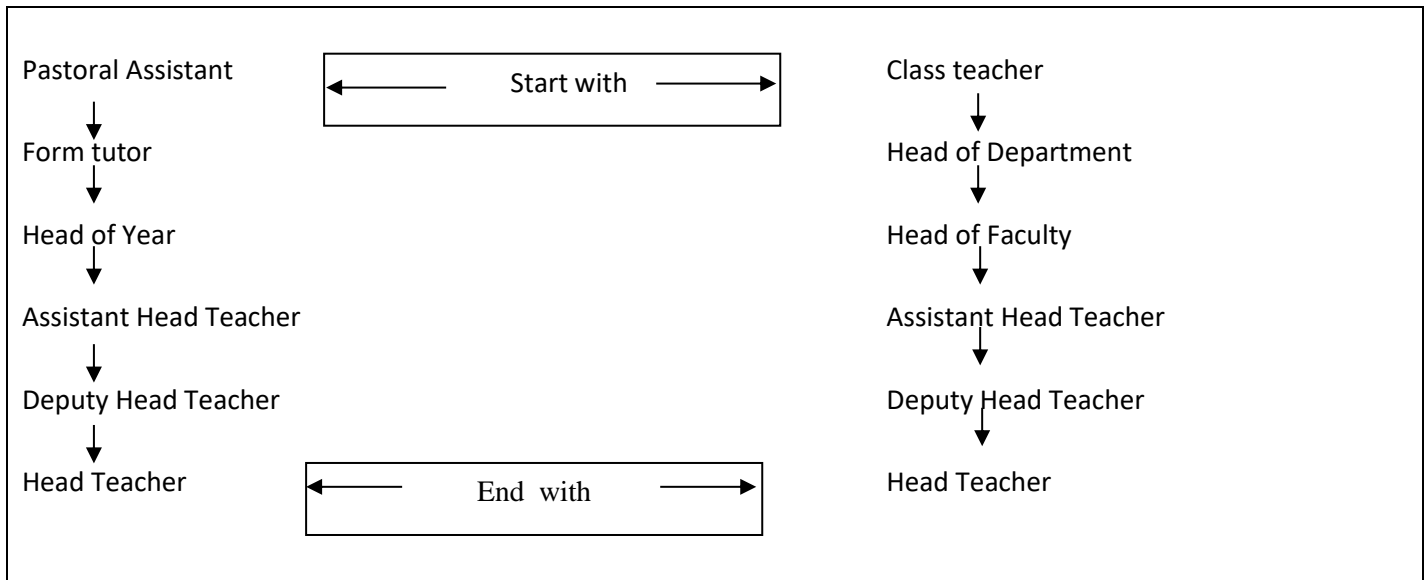 Pastoral Assistant
Start with
Class teacher
Form tutor
Head of Department
Head of Year
Head of Faculty
Assistant Head Teacher
Assistant Head Teacher
Deputy Head Teacher
Deputy Head Teacher
Head Teacher
End with
Head Teacher